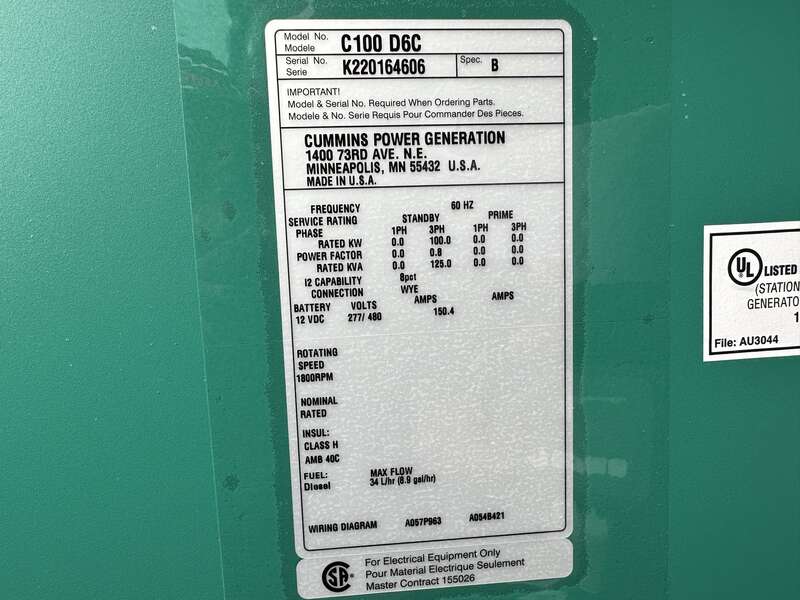 Model No. C100 D6C
Modele
Serial No. K220164606 Spec. B
Serie
IMPORTANT!
Model & Serial No. Required When Ordering Parts.
Modele & No. Serie Requis Pour Commander Des Pieces.
CUMMINS POWER GENERATION
1400 73RD AVE. N.E.
MINNEAPOLIS, MN 55432 U.S.A.
MADE IN U.S.A.
FREQUENCY 60 HZ
SERVICE RATING STANDBY PRIME
PHASE 1PH 3PH 1PH 3PH
RATED KW 0.0 100.0 0.0 0.0
POWER FACTOR 0.0 0.8 0.0 0.0
RATED KVA 0.0 125.0 0.0 0.0
I2 CAPABILITY 8pct
CONNECTION WYE
BATTERY VOLTS AMPS AMPS
12 VDC 277/ 480 150.4
ROTATING
SPEED
1800RPM
NOMINAL
RATED
INSUL:
CLASS H
AMB 40C
FUEL: MAX FLOW
Diesel 34 L/hr (8.9 gal/hr)
WIRING DIAGRAM A057P963 A054B421
CSA
For Electrical Equipment Only
Pour Material Electrique Seulement
Master Contract 155026
UL LISTED
(STATION
GENERATO
1
File: AU3044